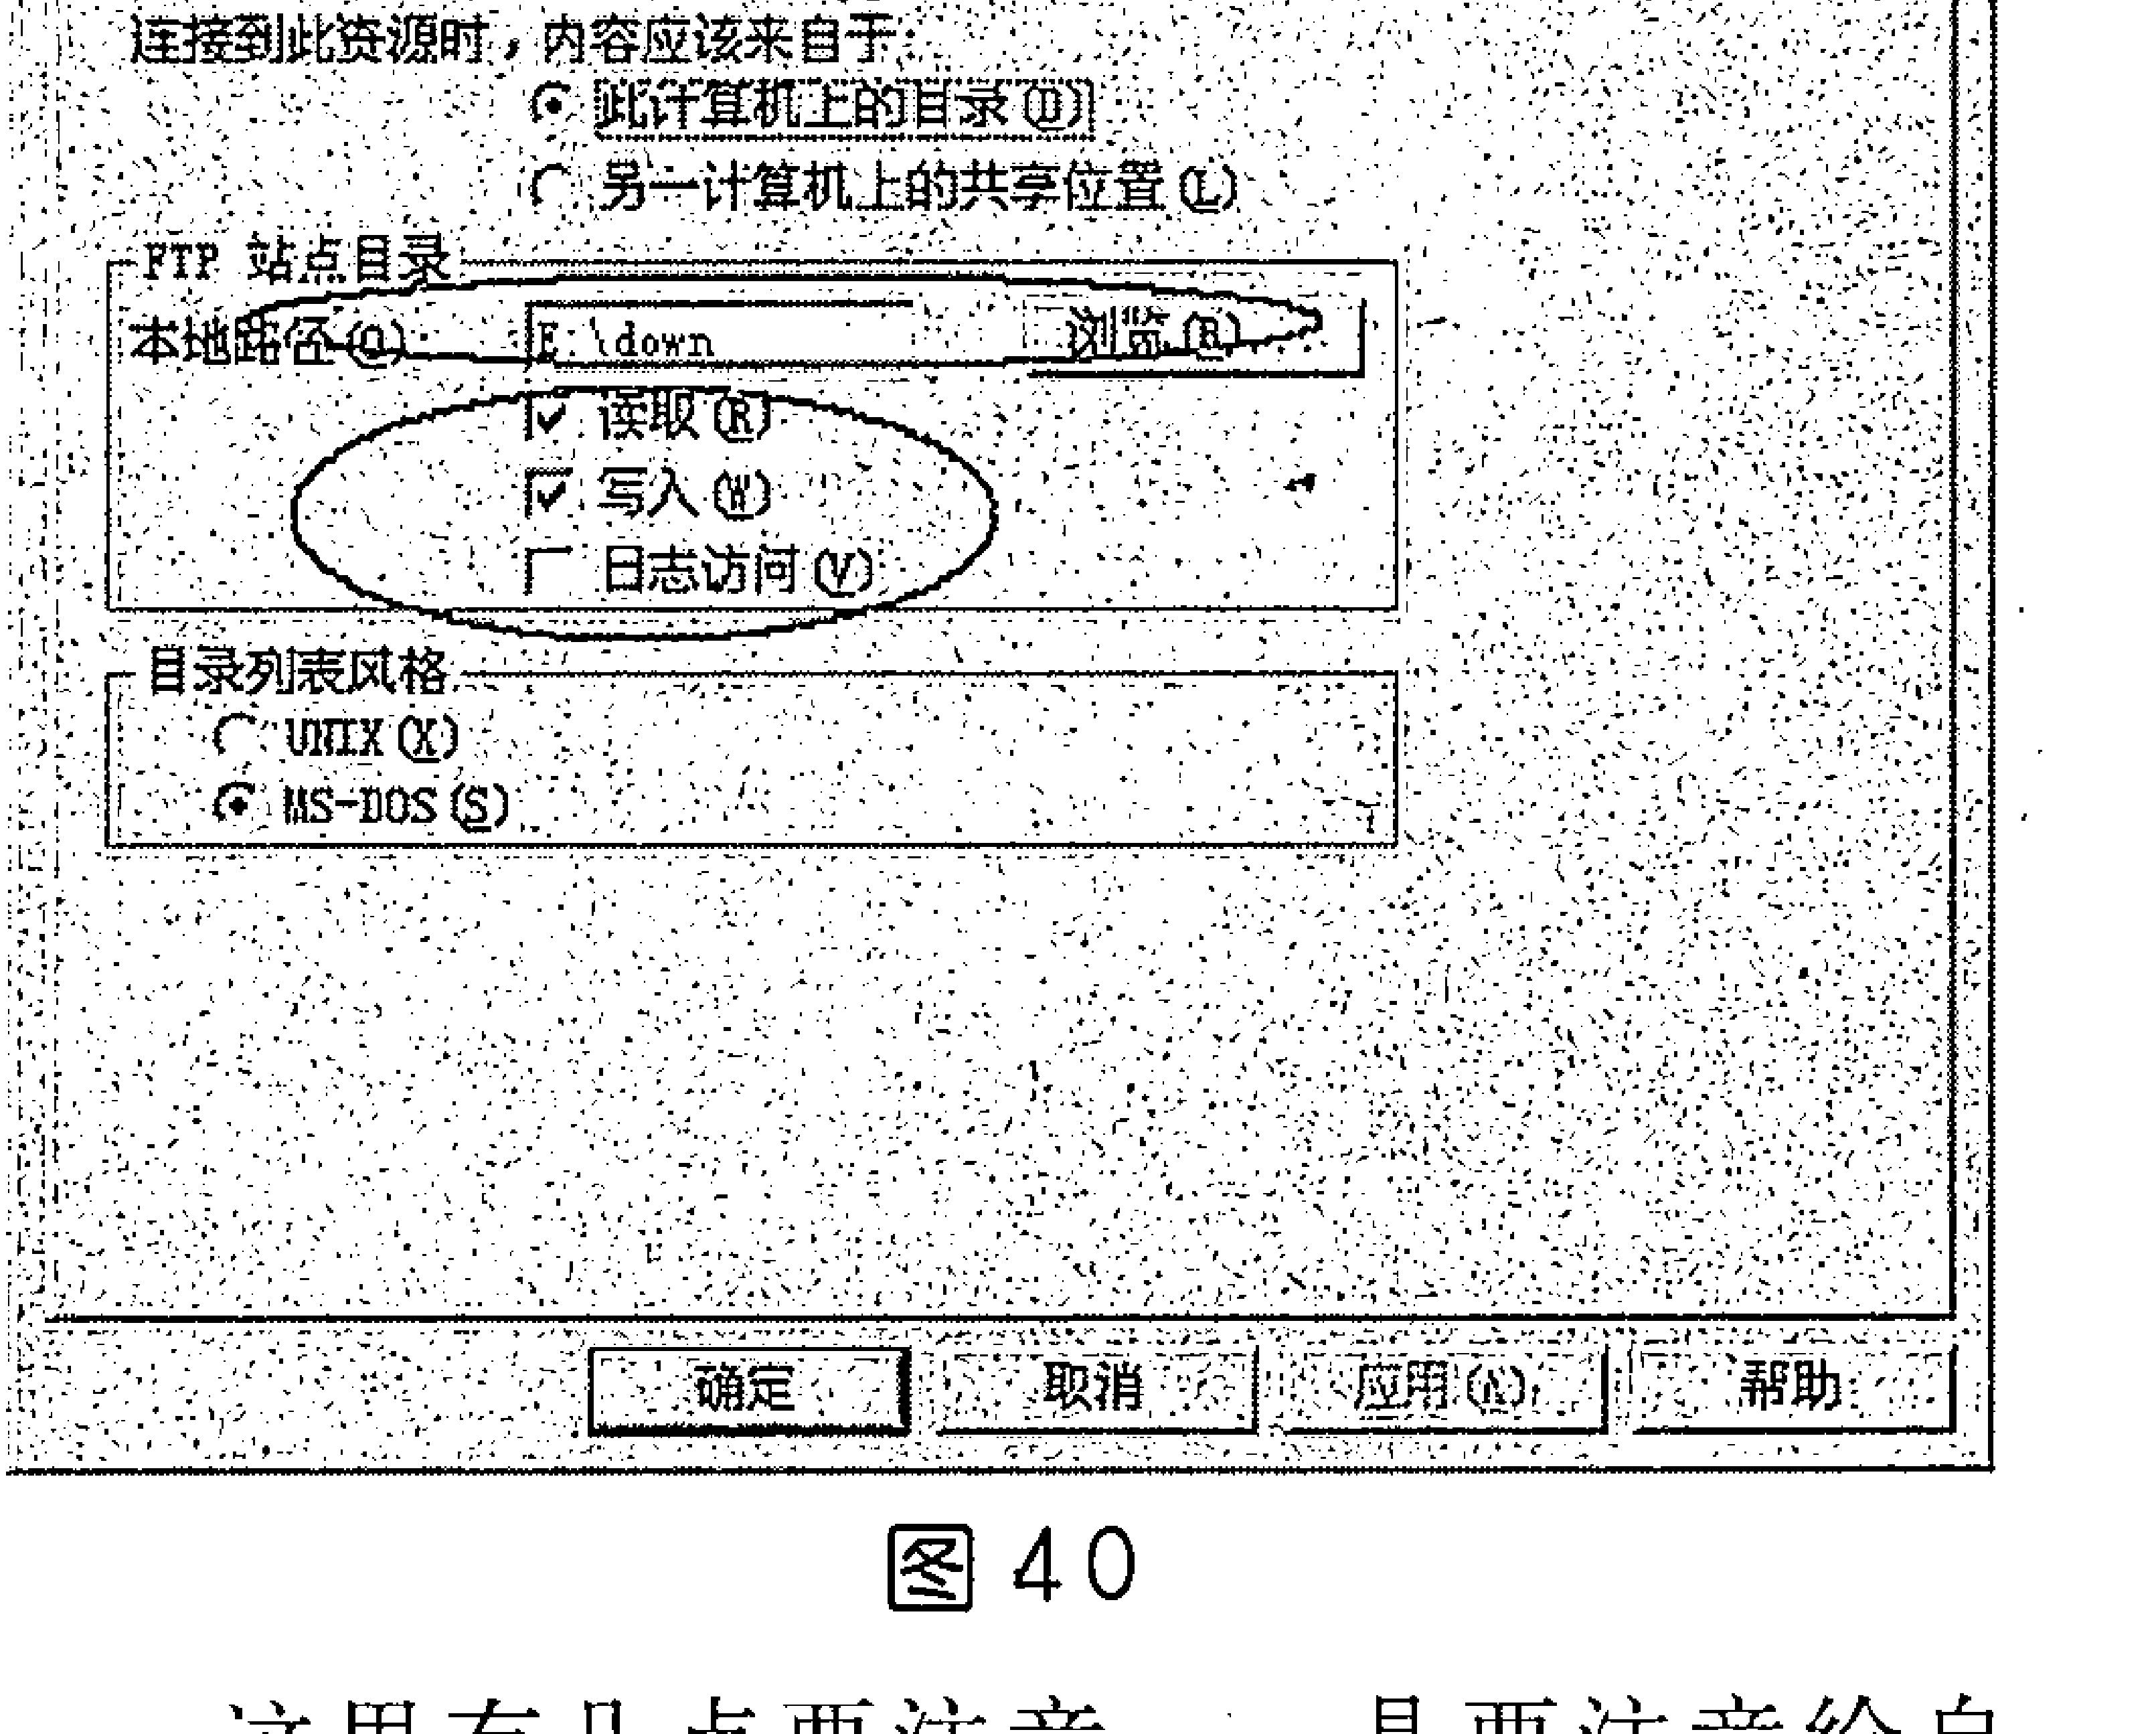 连接到此资源时，内容应该来自于:
此计算机上的目录(D)
另一计算机上的共享位置(L)
FTP 站点目录
本地路径(O): \down 浏览(R)
读取(R)
写入(W)
日志访问(V)
目录列表风格
UNIX(X)
MS-DOS(S)
确定 取消 应用(A) 帮助
图 40